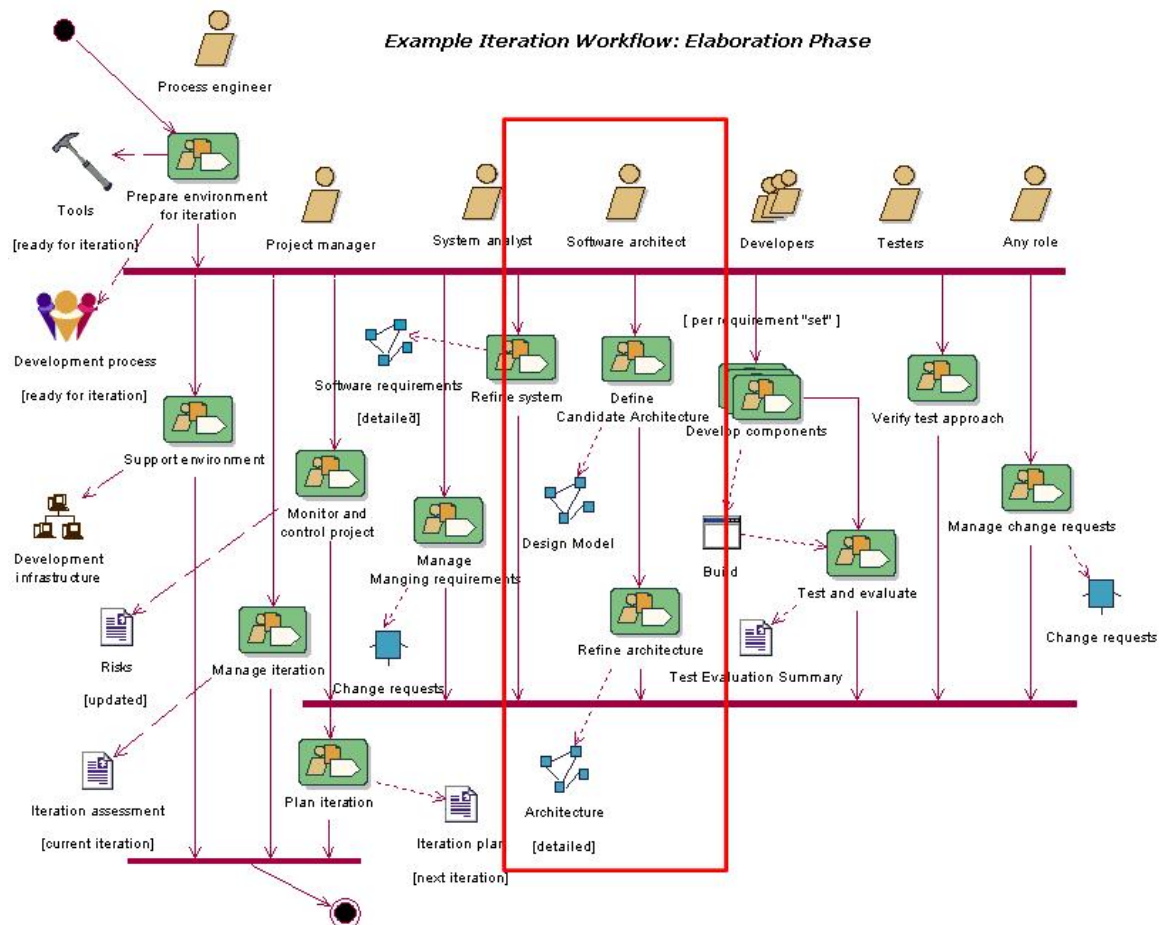 Example Iteration Workflow: Elaboration Phase
Process engineer
Tools
[ready for iteration]
Prepare environment
for iteration
Project manager
System analyst
Software architect
Developers
Testers
Any role
Development process
[ready for iteration]
Software requirements
[detailed]
Refine system
Define
Candidate Architecture
[ per requirement "set" ]
Develop components
Verify test approach
Support environment
Monitor and
control project
Manage
Manging requirements
Design Model
Build
Test and evaluate
Manage change requests
Development
infrastructure
Risks
[updated]
Manage iteration
Change requests
Refine architecture
Test Evaluation Summary
Change requests
Iteration assessment
[current iteration]
Plan iteration
Iteration plan
[next iteration]
Architecture
[detailed]